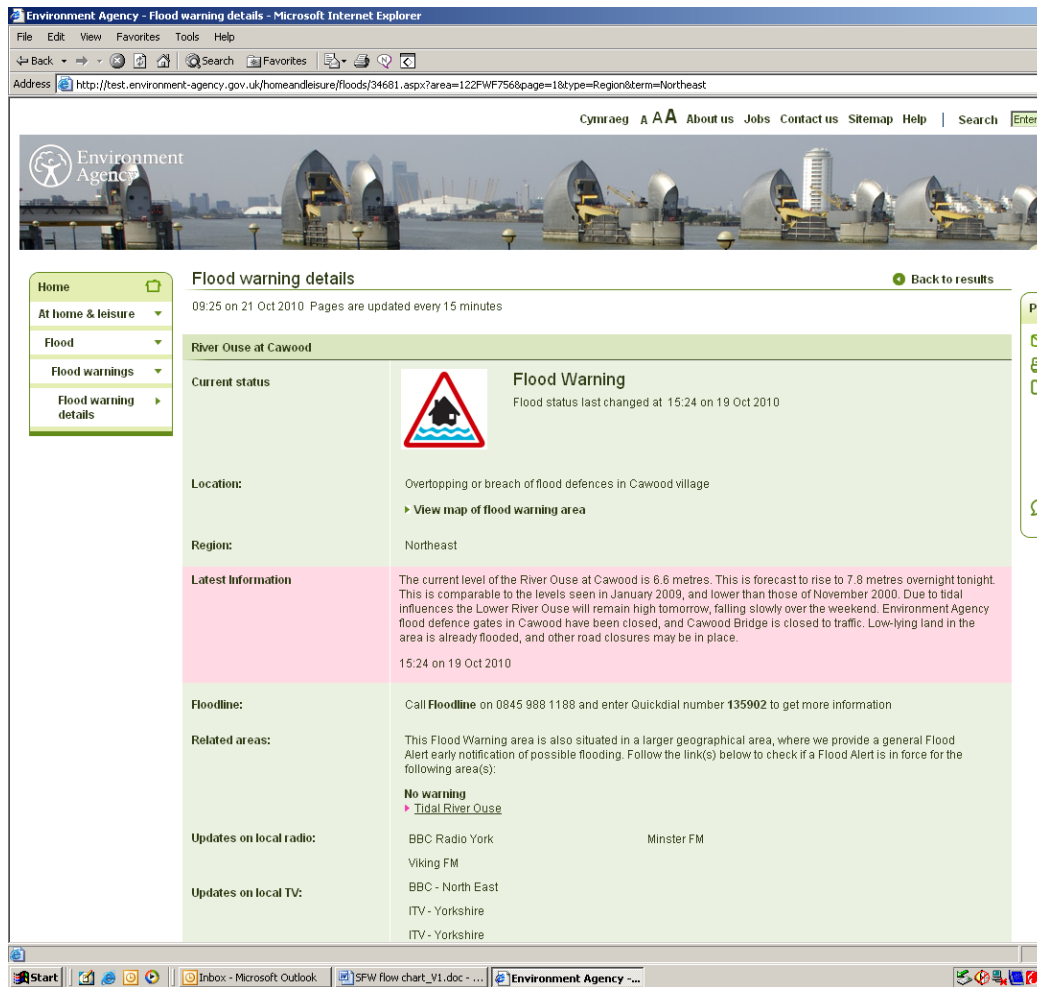 Environment Agency - Flood warning details - Microsoft Internet Explorer
File Edit View Favorites Tools Help
Back Search Favorites
Address http://test.environment-agency.gov.uk/homeandleisure/floods/34681.aspx?area=122FWF756&page=1&type=Region&term=Northeast
Cymraeg A A A About us Jobs Contact us Sitemap Help | Search Enter
Environment
Agency
Flood warning details
Back to results
Home
09:25 on 21 Oct 2010 Pages are updated every 15 minutes
P
At home & leisure
Flood
River Ouse at Cawood
Flood warnings
Current status
Flood Warning
Flood warning
details
Flood status last changed at 15:24 on 19 Oct 2010
Location:
Overtopping or breach of flood defences in Cawood village
View map of flood warning area
Region:
Northeast
Latest Information
The current level of the River Ouse at Cawood is 6.6 metres. This is forecast to rise to 7.8 metres overnight tonight.
This is comparable to the levels seen in January 2009, and lower than those of November 2000. Due to tidal
influences the Lower River Ouse will remain high tomorrow, falling slowly over the weekend. Environment Agency
flood defence gates in Cawood have been closed, and Cawood Bridge is closed to traffic. Low-lying land in the
area is already flooded, and other road closures may be in place.
15:24 on 19 Oct 2010
Floodline:
Call Floodline on 0845 988 1188 and enter Quickdial number 135902 to get more information
Related areas:
This Flood Warning area is also situated in a larger geographical area, where we provide a general Flood
Alert early notification of possible flooding. Follow the link(s) below to check if a Flood Alert is in force for the
following area(s):
No warning
Tidal River Ouse
Updates on local radio:
BBC Radio York Minster FM
Viking FM
Updates on local TV:
BBC - North East
ITV - Yorkshire
ITV - Yorkshire
Start Inbox - Microsoft Outlook SFW flow chart_V1.doc - ... Environment Agency -...